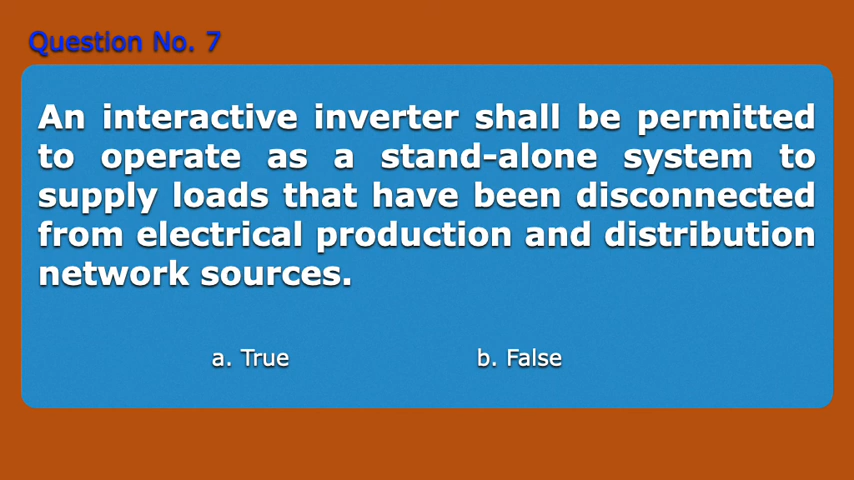 Question No. 7
An interactive inverter shall be permitted
to operate as a stand-alone system to
supply loads that have been disconnected
from electrical production and distribution
network sources.
a. True b. False